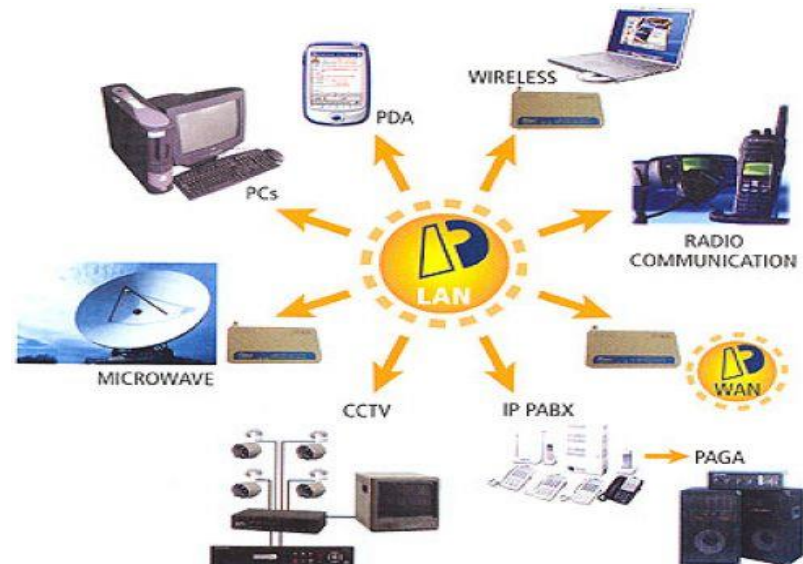 WIRELESS
PDA
PCs
RADIO
COMMUNICATION
LAN
MICROWAVE
WAN
CCTV
IP PABX
PAGA